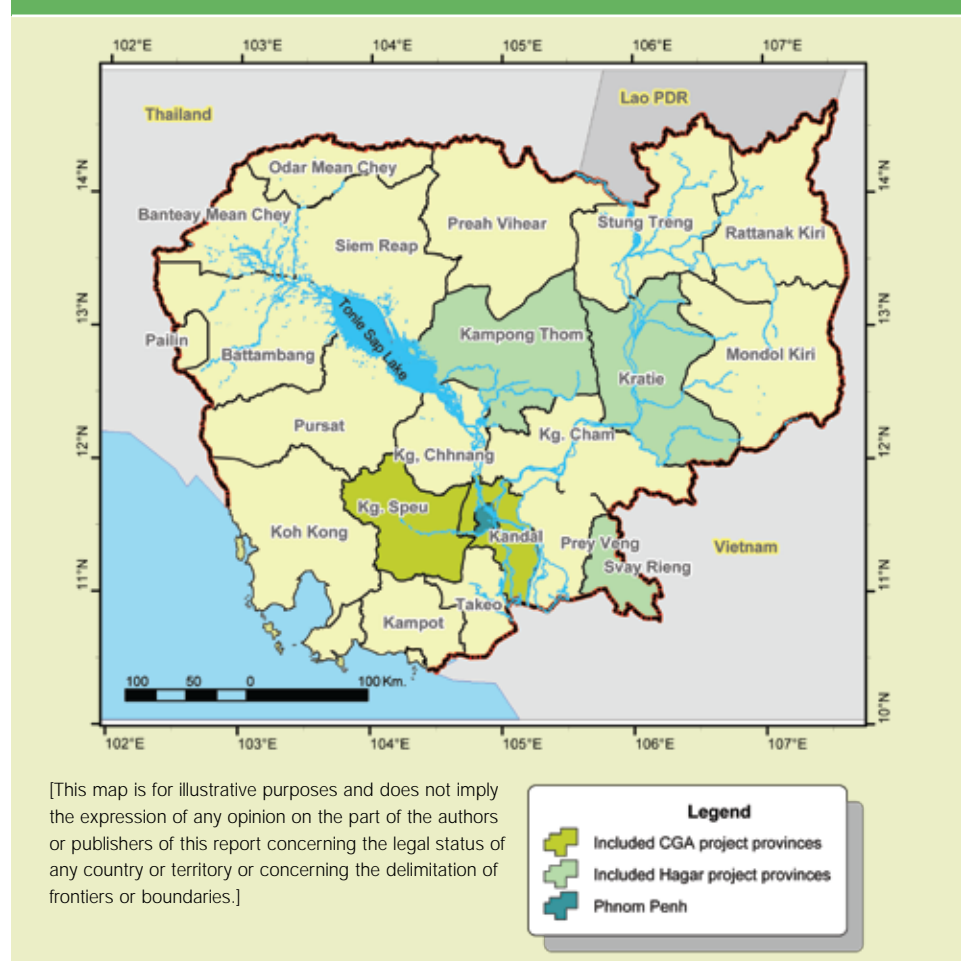 102°E 103°E 104°E 105°E 106°E 107°E
Lao PDR
Thailand
14°N 14°N
Odar Mean Chey
Banteay Mean Chey
Preah Vihear
Stung Treng
Rattanak Kiri
Siem Reap
13°N 13°N
Tonle Sap Lake
Pailin
Kampong Thom
Battambang
Mondol Kiri
Kratie
Pursat
12°N 12°N
Kg. Cham
Kg, Chhnang
Kg. Speu
Koh Kong
Kandal
Prey Veng
Vietnam
Svay Rieng
11°N 11°N
Takeo
Kampot
100 50 0 100 Km.
10°N
102°E 103°E 104°E 105°E 106°E 107°E
[This map is for illustrative purposes and does not imply
the expression of any opinion on the part of the authors
or publishers of this report concerning the legal status of
any country or territory or concerning the delimitation of
frontiers or boundaries.]
Legend
Included CGA project provinces
Included Hagar project provinces
Phnom Penh